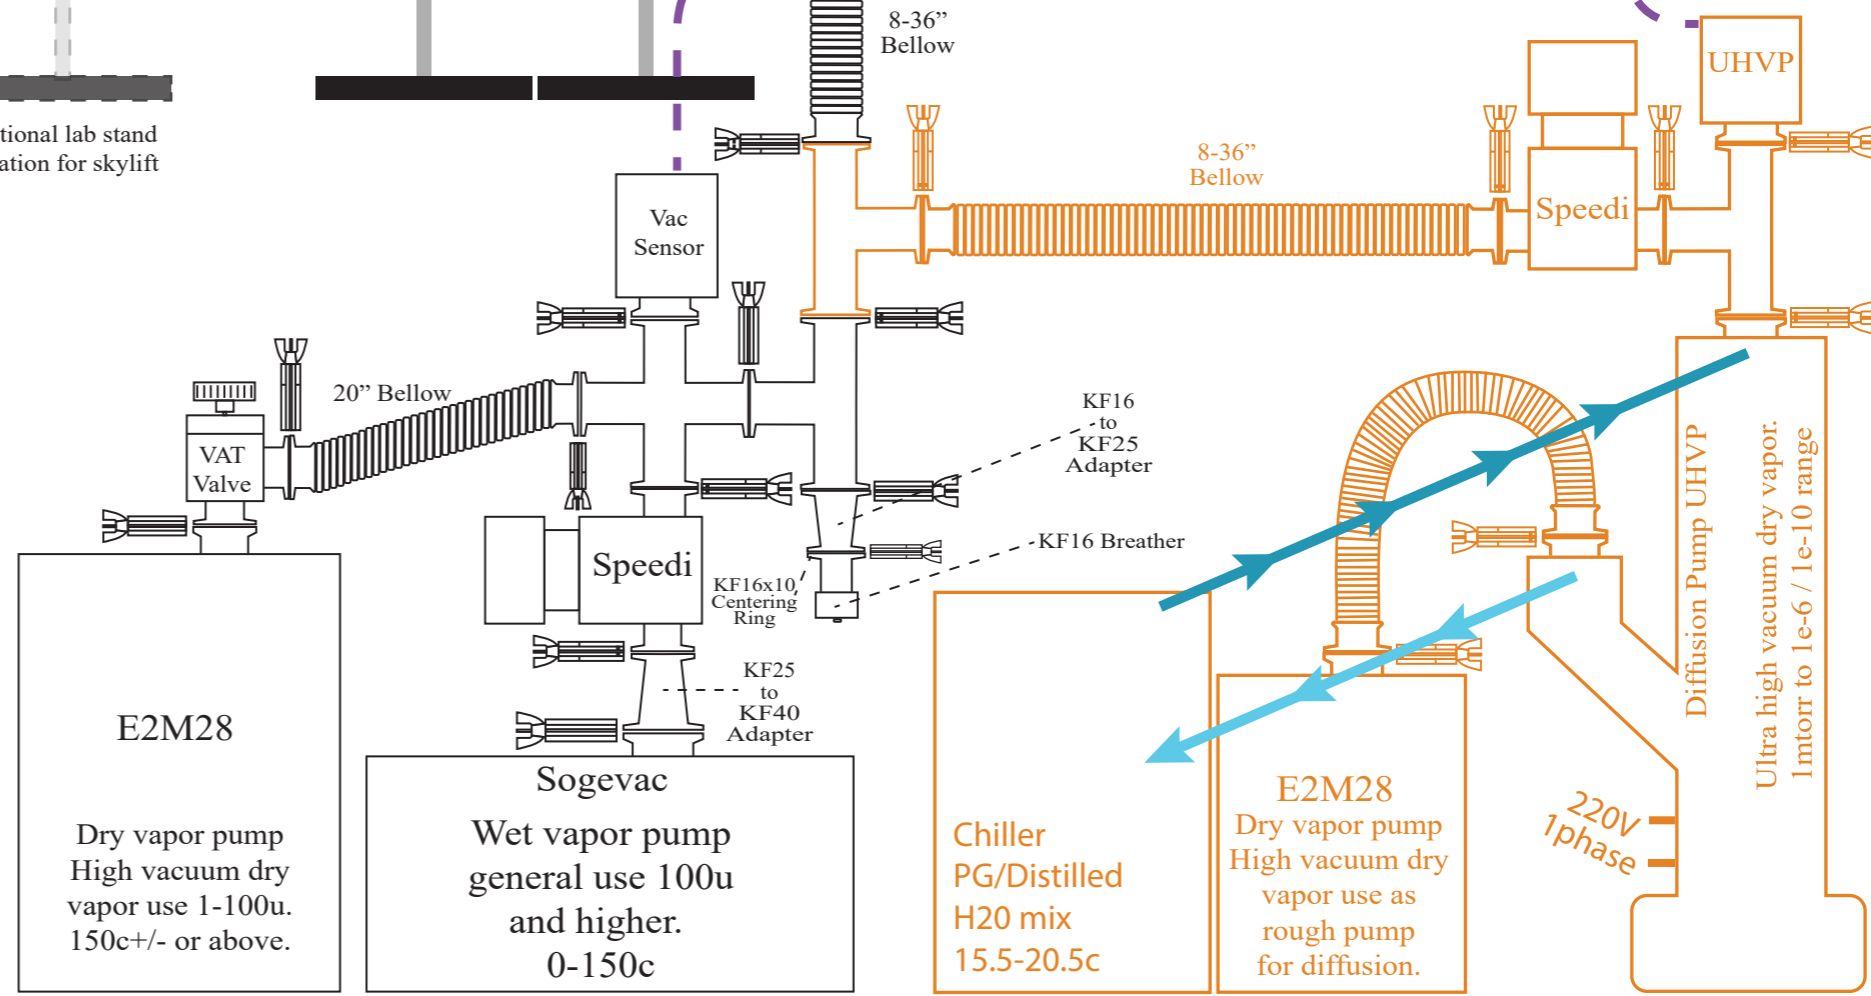 8-36”
Bellow
UHVP
tional lab stand
ation for skylift
8-36”
Bellow
Vac
Sensor
Speedi
20” Bellow
KF16
to
KF25
Adapter
VAT
Valve
KF16 Breather
Speedi
KF16x10
Centering
Ring
KF25
to
KF40
Adapter
E2M28
Dry vapor pump
High vacuum dry
vapor use 1-100u.
150c+/- or above.
Sogevac
Wet vapor pump
general use 100u
and higher.
0-150c
Chiller
PG/Distilled
H20 mix
15.5-20.5c
E2M28
Dry vapor pump
High vacuum dry
vapor use as
rough pump
for diffusion.
220V
1phase
Diffusion Pump UHVP
Ultra high vacuum dry vapor.
1mtorr to 1e-6 / 1e-10 range